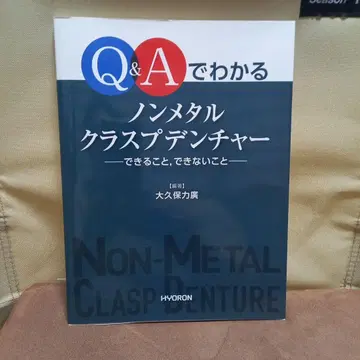 Q&Aでわかる
ノンメタル
クラスプデンチャー
―できること,できないこと―
【編著】
大久保力廣
NON-METAL
CLASP DENTURE
HYORON